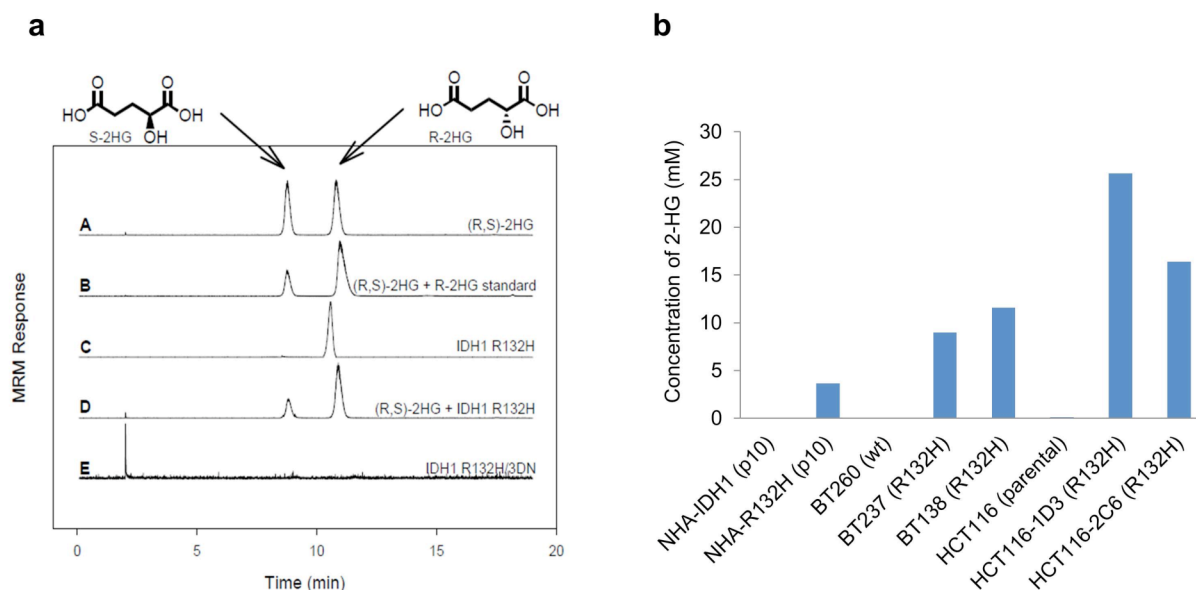 a
b
O
O
HO
OH
OH
S-2HG
O
O
HO
OH
OH
R-2HG
A
(R,S)-2HG
B
(R,S)-2HG + R-2HG standard
C
IDH1 R132H
D
(R,S)-2HG + IDH1 R132H
E
IDH1 R132H/3DN
MRM Response
0 5 10 15 20
Time (min)
Concentration of 2-HG (mM)
30
25
20
15
10
5
0
NHA-IDH1 (p10)
NHA-R132H (p10)
BT260 (wt)
BT237 (R132H)
BT138 (R132H)
HCT116 (parental)
HCT116-1D3 (R132H)
HCT116-2C6 (R132H)